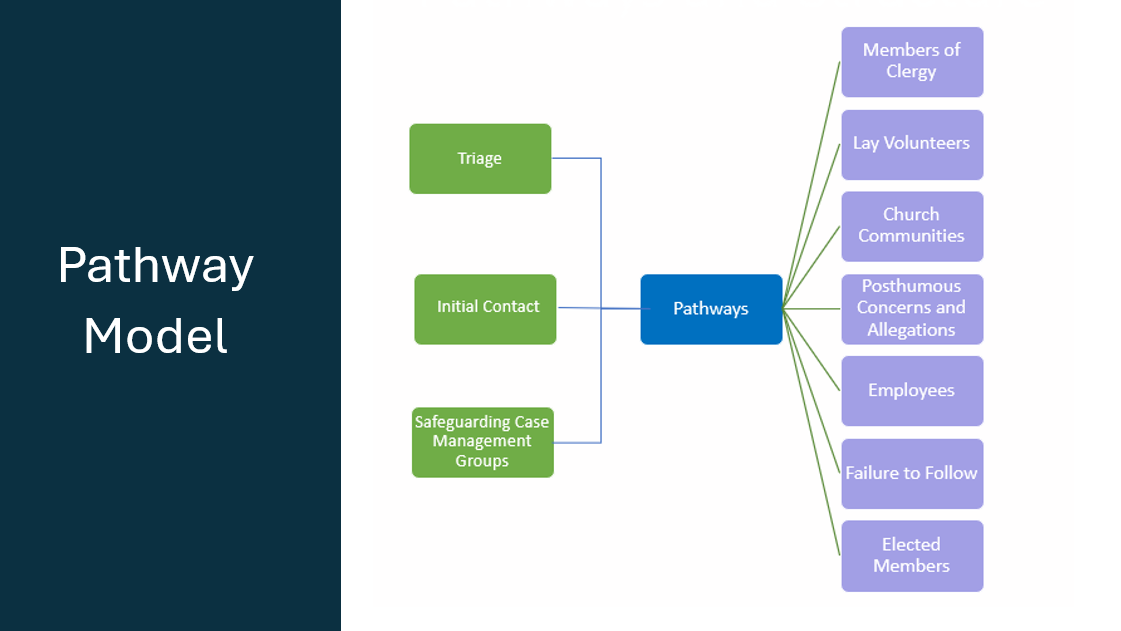 Pathway
Model
Triage
Initial Contact
Safeguarding Case
Management
Groups
Pathways
Members of
Clergy
Lay Volunteers
Church
Communities
Posthumous
Concerns and
Allegations
Employees
Failure to Follow
Elected
Members